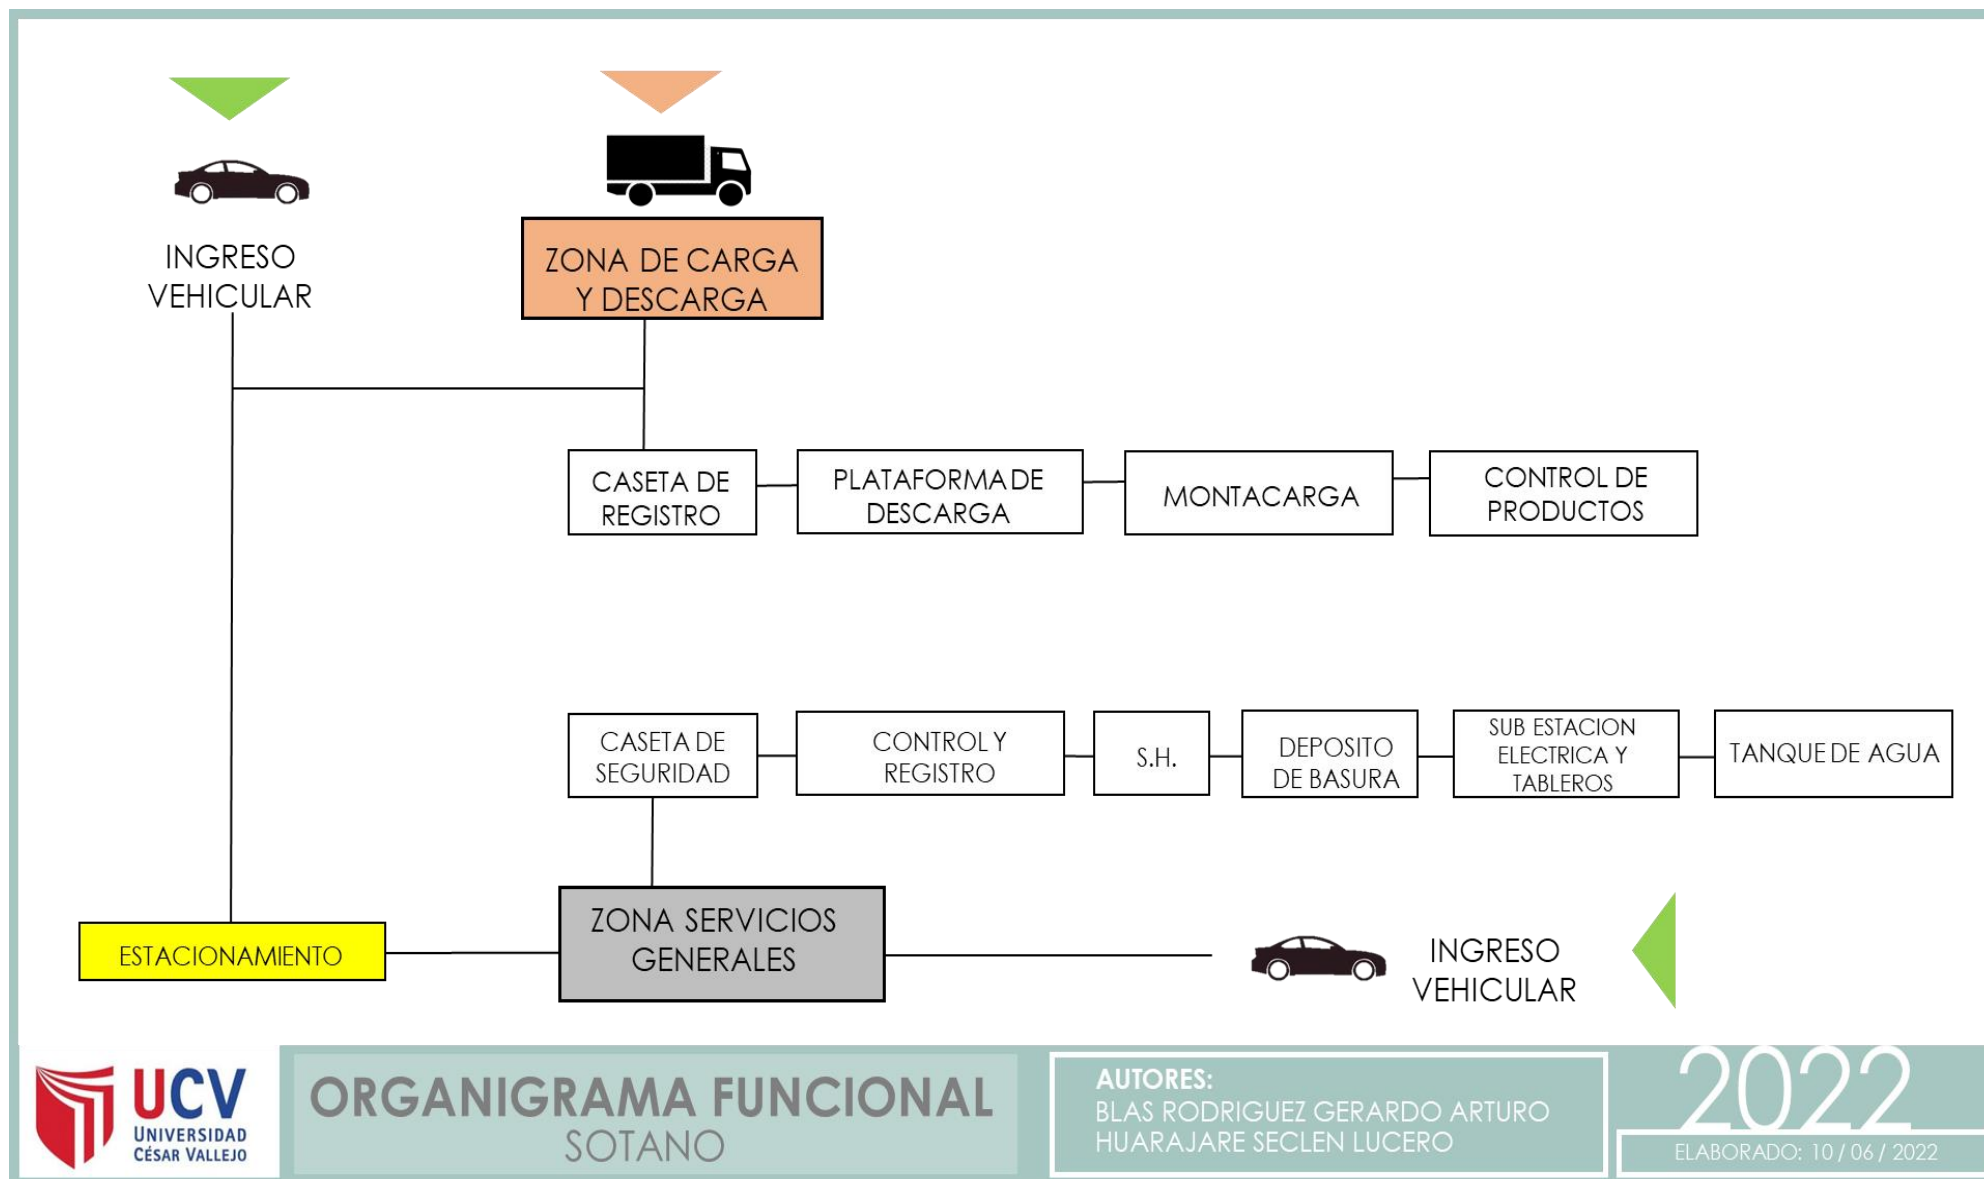 INGRESO
VEHICULAR
ZONA DE CARGA
Y DESCARGA
CASETA DE
REGISTRO
PLATAFORMA DE
DESCARGA
MONTACARGA
CONTROL DE
PRODUCTOS
CASETA DE
SEGURIDAD
CONTROL Y
REGISTRO
S.H.
DEPOSITO
DE BASURA
SUB ESTACION
ELECTRICA Y
TABLEROS
TANQUE DE AGUA
ESTACIONAMIENTO
ZONA SERVICIOS
GENERALES
INGRESO
VEHICULAR
UCV
UNIVERSIDAD
CÉSAR VALLEJO
ORGANIGRAMA FUNCIONAL
SOTANO
AUTORES:
BLAS RODRIGUEZ GERARDO ARTURO
HUARAJARE SECLEN LUCERO
2022
ELABORADO: 10 / 06 / 2022